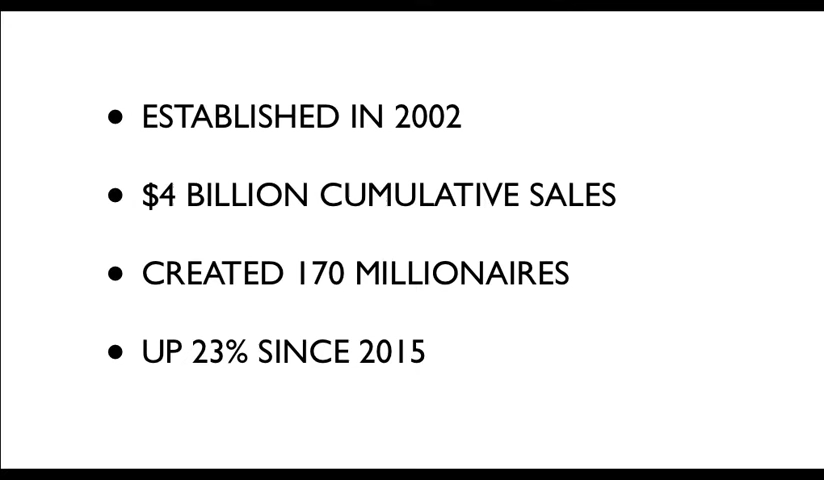 • ESTABLISHED IN 2002
• $4 BILLION CUMULATIVE SALES
• CREATED 170 MILLIONAIRES
• UP 23% SINCE 2015